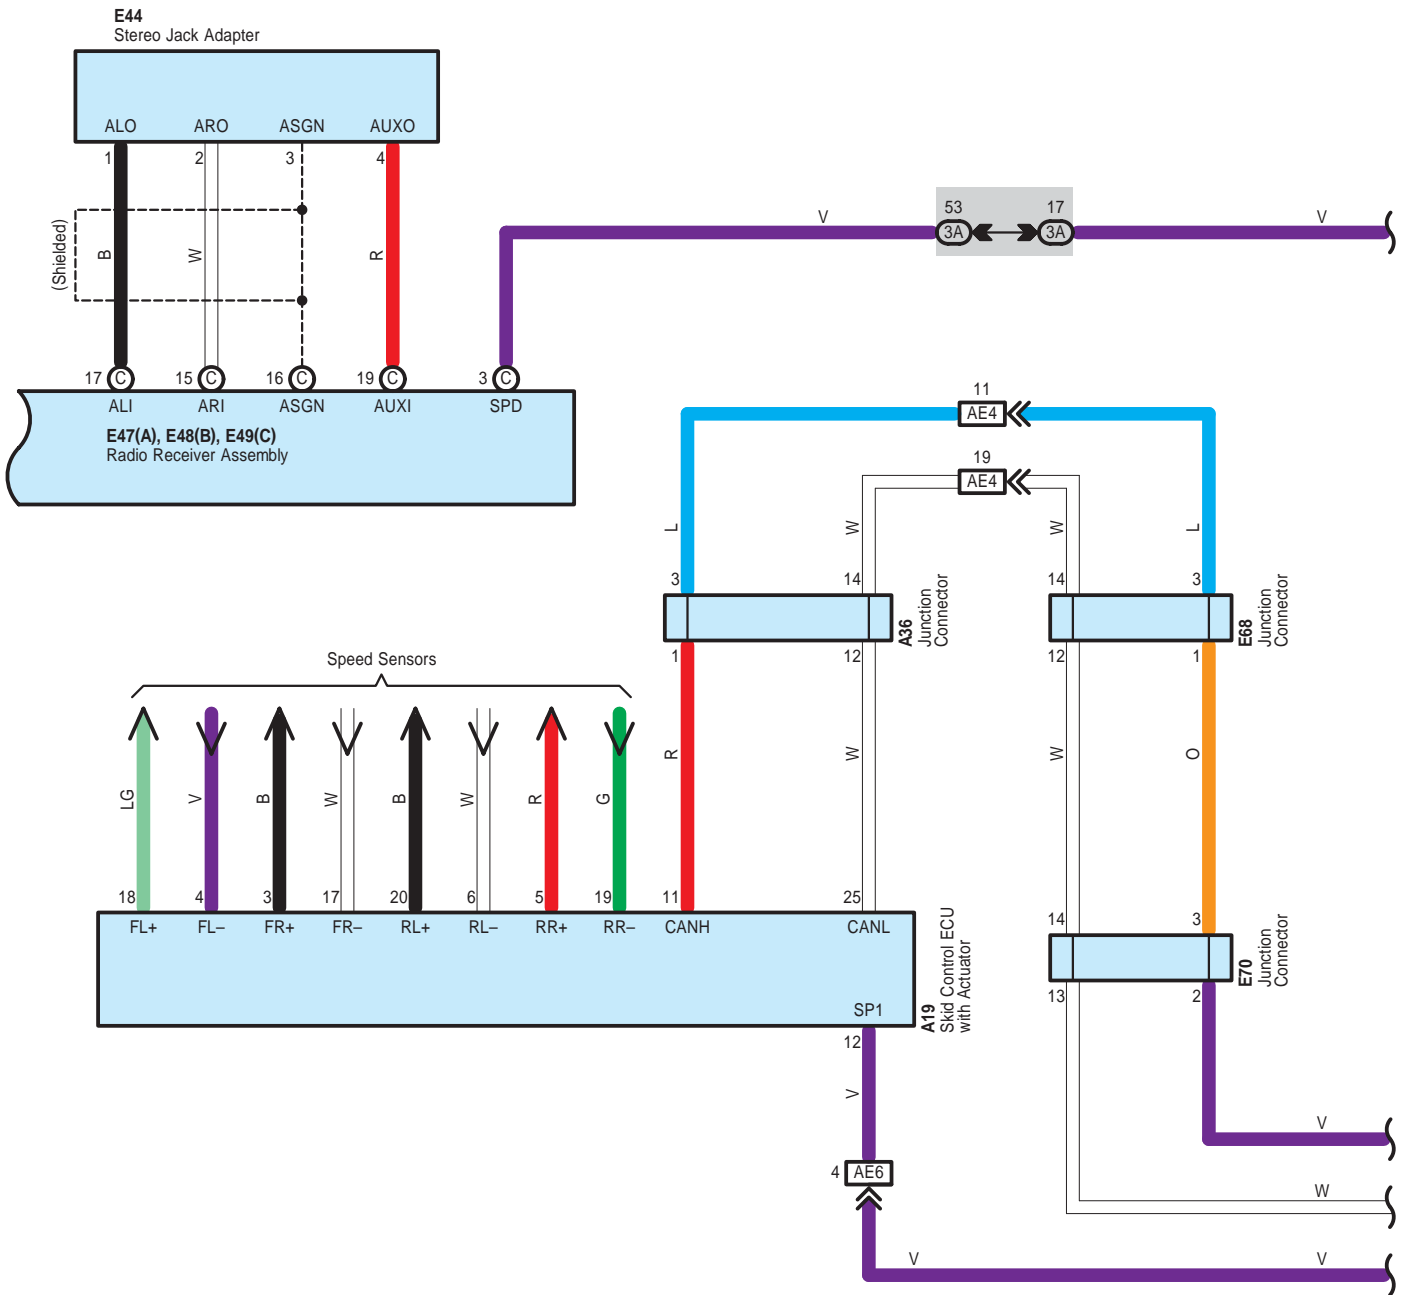 E44
Stereo Jack Adapter
ALO ARO ASGN AUXO
1 2 3 4
(Shielded)
B W R
V
53 17
3A 3A
V
17 C 15 C 16 C 19 C 3 C
ALI ARI ASGN AUXI SPD
E47(A), E48(B), E49(C)
Radio Receiver Assembly
11
AE4
19
AE4
L W W L
3 14 14 3
A36
Junction
Connector
E68
Junction
Connector
1 12 12 1
Speed Sensors
LG V B W B W R G
R W W O
18 4 3 17 20 6 5 19 11 25
FL+ FL– FR+ FR– RL+ RL– RR+ RR– CANH CANL
SP1
A19
Skid Control ECU
with Actuator
14 3
E70
Junction
Connector
13 2
12
V
4 AE6
V
W
V V